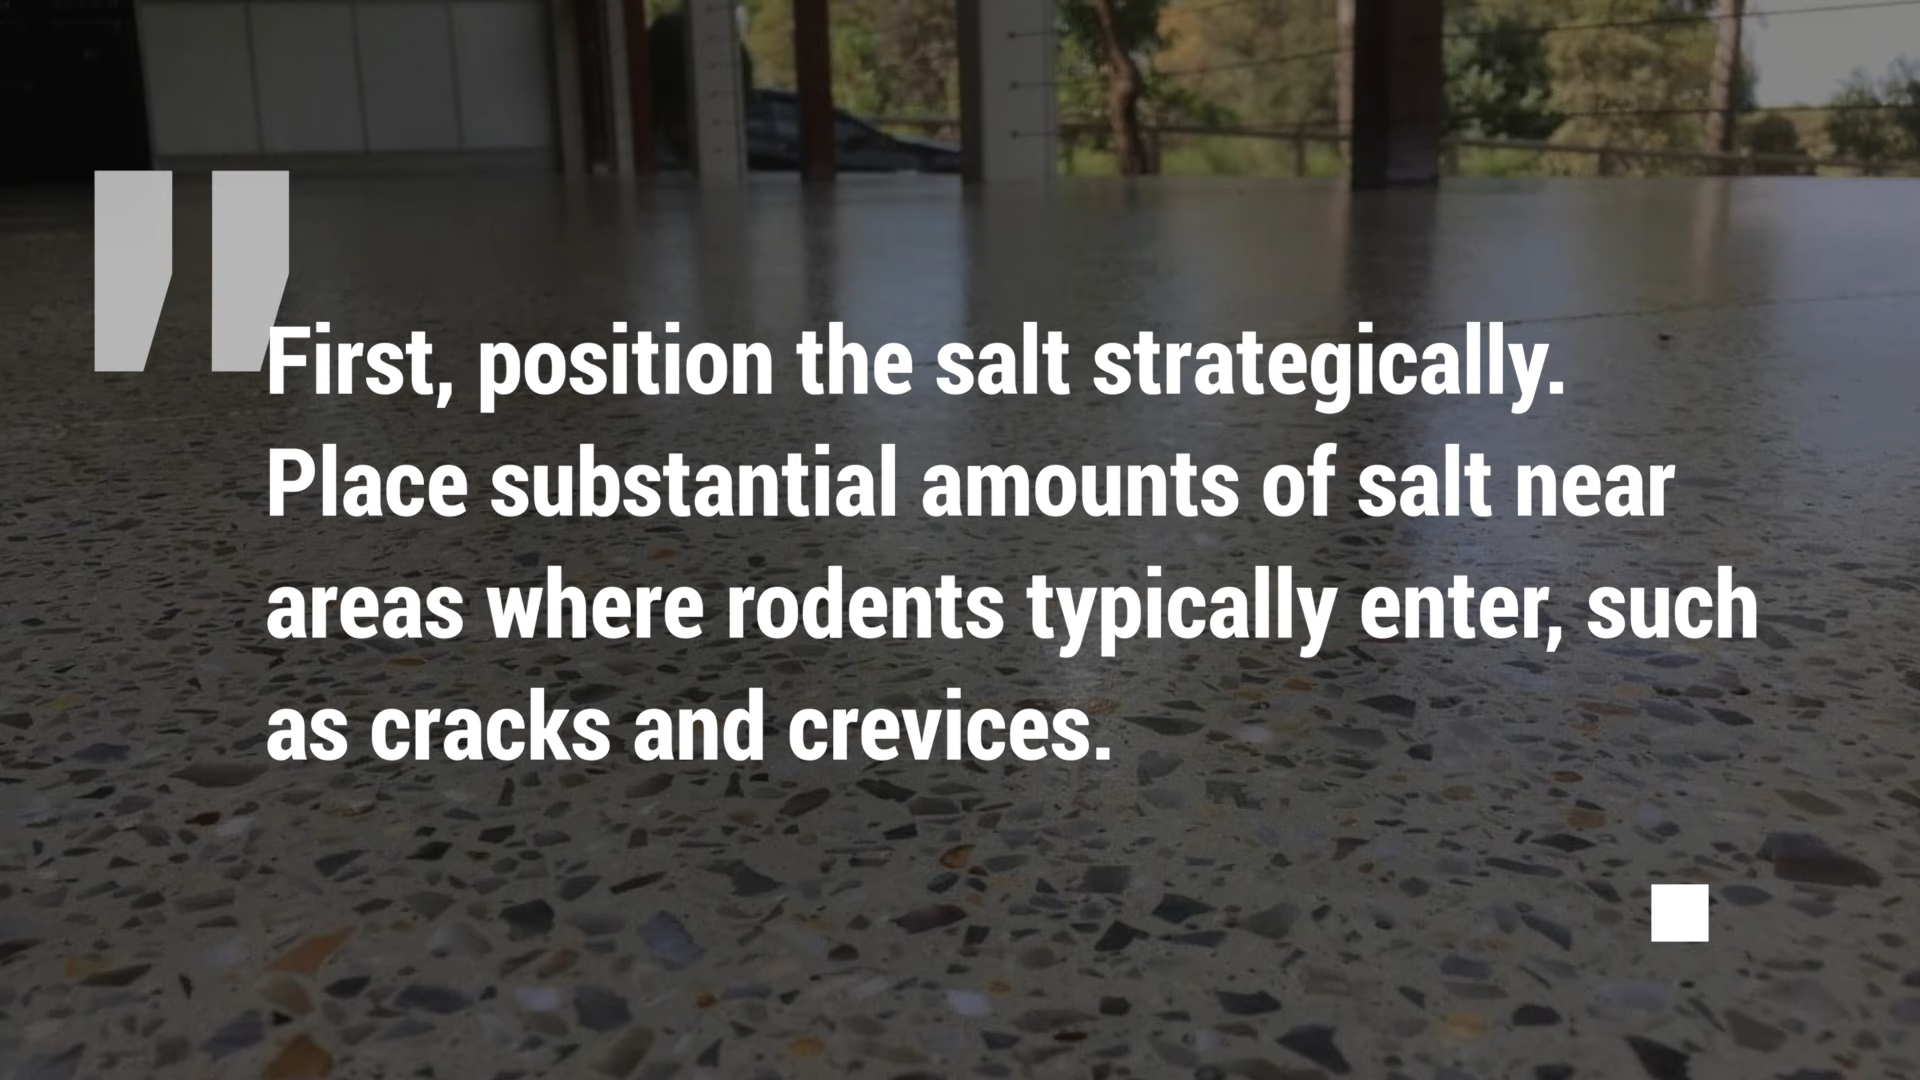 "
First, position the salt strategically.
Place substantial amounts of salt near
areas where rodents typically enter, such
as cracks and crevices.